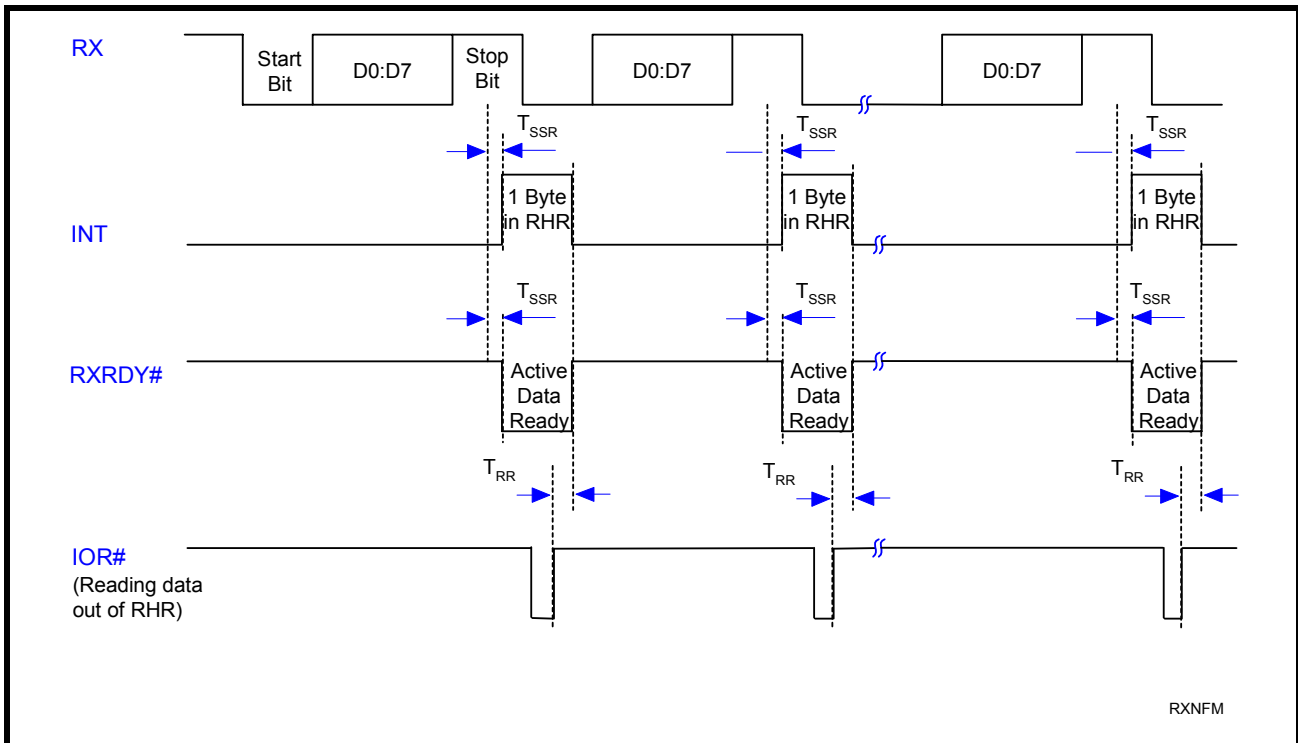 RX
Start
Bit
D0:D7
Stop
Bit
D0:D7
D0:D7
TSSR
TSSR
TSSR
INT
1 Byte
in RHR
1 Byte
in RHR
1 Byte
in RHR
TSSR
TSSR
TSSR
RXRDY#
Active
Data
Ready
Active
Data
Ready
Active
Data
Ready
TRR
TRR
TRR
IOR#
(Reading data
out of RHR)
RXNFM